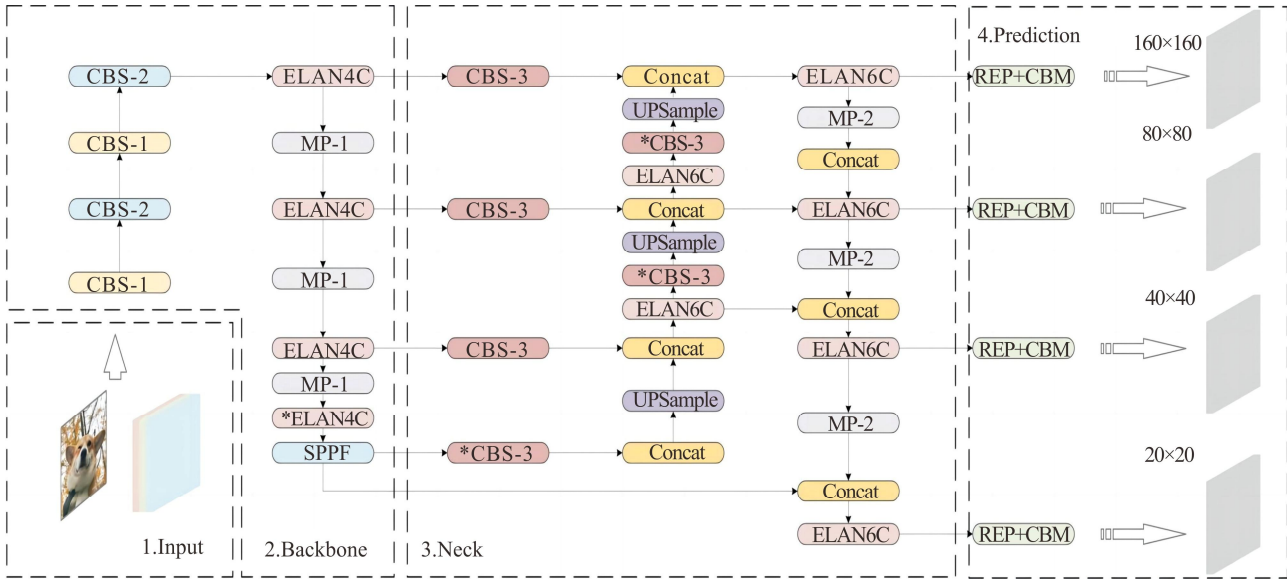 4.Prediction
160×160
CBS-2
ELAN4C
CBS-3
Concat
ELAN6C
REP+CBM
UPSample
MP-2
CBS-1
MP-1
*CBS-3
80×80
Concat
ELAN6C
CBS-2
ELAN4C
CBS-3
Concat
ELAN6C
REP+CBM
UPSample
MP-2
CBS-1
MP-1
*CBS-3
40×40
ELAN6C
Concat
ELAN4C
CBS-3
Concat
ELAN6C
REP+CBM
MP-1
UPSample
*ELAN4C
MP-2
SPPF
*CBS-3
Concat
20×20
Concat
ELAN6C
REP+CBM
1.Input
2.Backbone
3.Neck